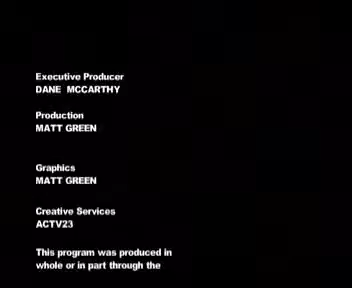 Executive Producer
DANE MCCARTHY
Production
MATT GREEN
Graphics
MATT GREEN
Creative Services
ACTV23
This program was produced in
whole or in part through the